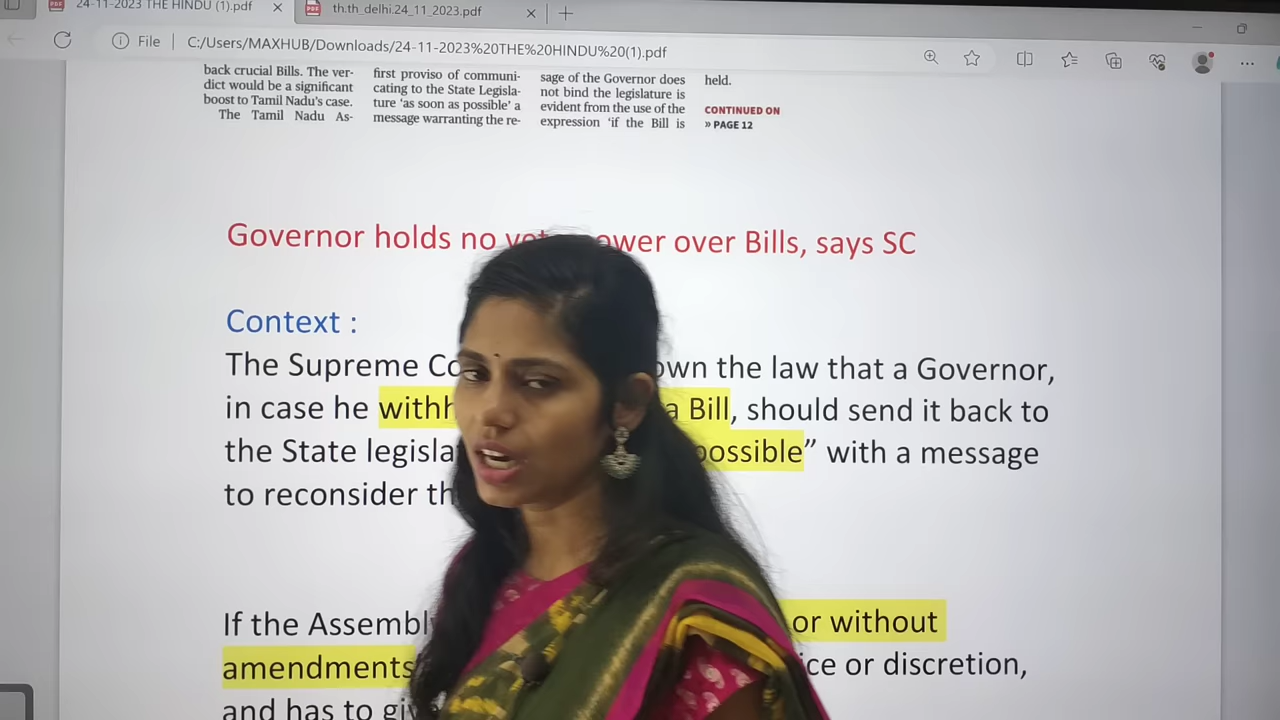 24-11-2023 THE HINDU (1).pdf
th.th_delhi.24_11_2023.pdf
File
C:/Users/MAXHUB/Downloads/24-11-2023%20THE%20HINDU%20(1).pdf
back crucial Bills. The ver-
dict would be a significant
boost to Tamil Nadu's case.
The Tamil Nadu As-
first proviso of communi-
cating to the State Legisla-
ture 'as soon as possible' a
message warranting the re-
sage of the Governor does
not bind the legislature is
evident from the use of the
expression 'if the Bill is
held.
CONTINUED ON
» PAGE 12
Governor holds no ower over Bills, says SC
Context :
The Supreme Co own the law that a Governor,
in case he withh a Bill, should send it back to
the State legisla possible” with a message
to reconsider th
If the Assembl or without
amendments ice or discretion,
and has to gi